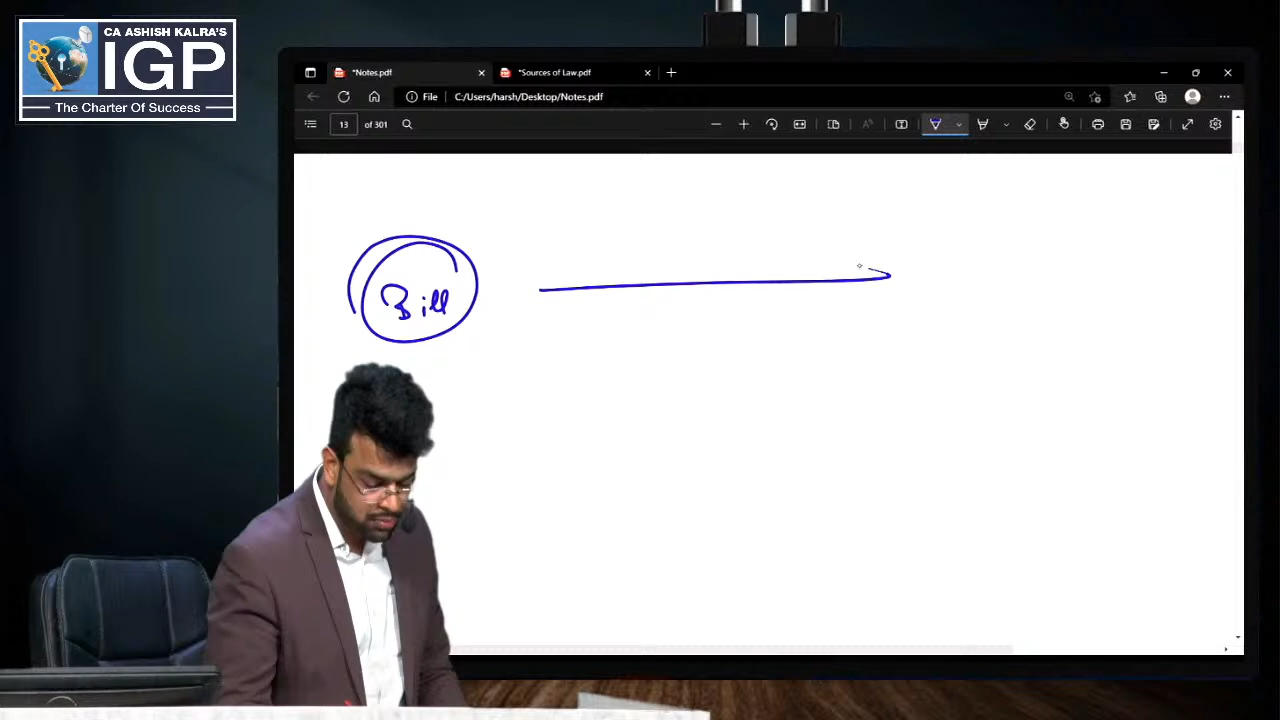 CA ASHISH KALRA'S
IGP
The Charter Of Success
*Notes.pdf
*Sources of Law.pdf
File
C:/Users/harsh/Desktop/Notes.pdf
13 of 301
Bill